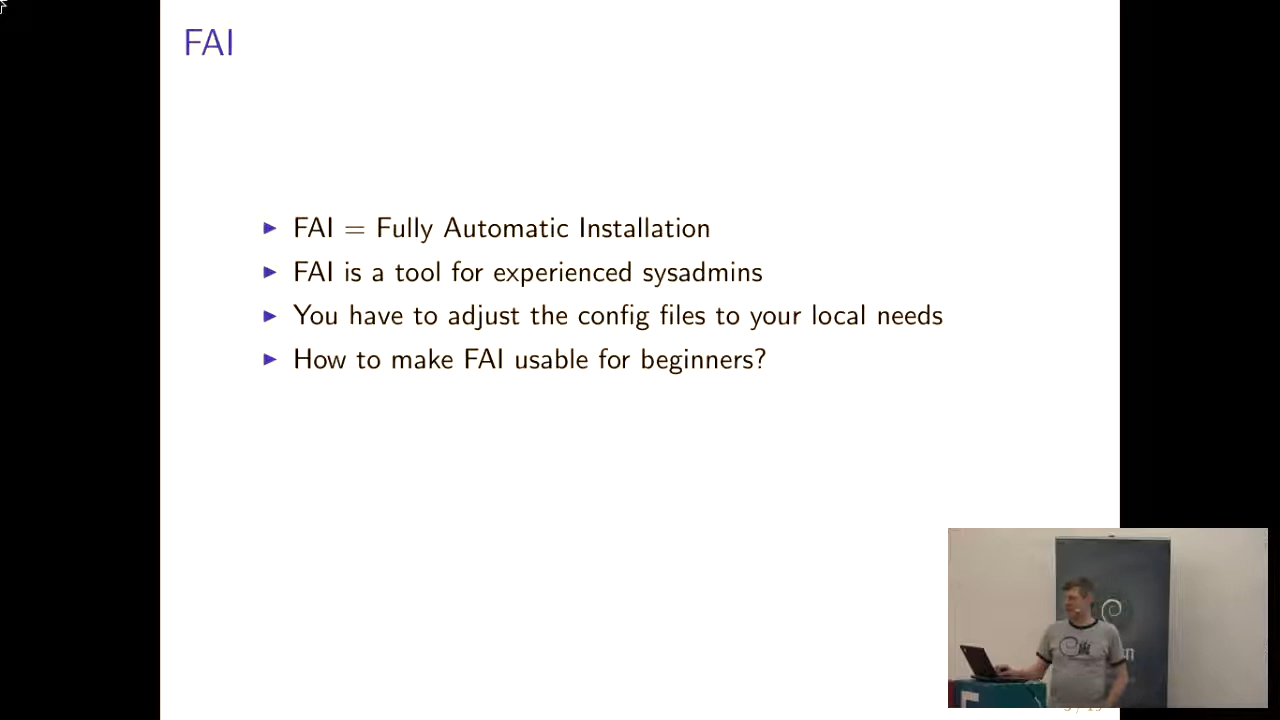 FAI
FAI = Fully Automatic Installation
FAI is a tool for experienced sysadmins
You have to adjust the config files to your local needs
How to make FAI usable for beginners?